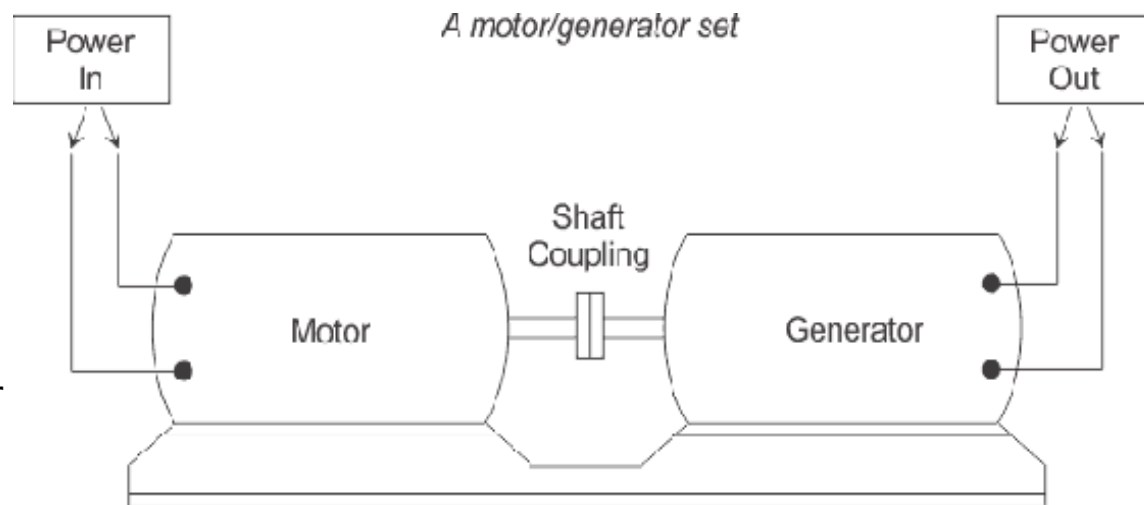 A motor/generator set
Power
In
Power
Out
Shaft
Coupling
Motor
Generator